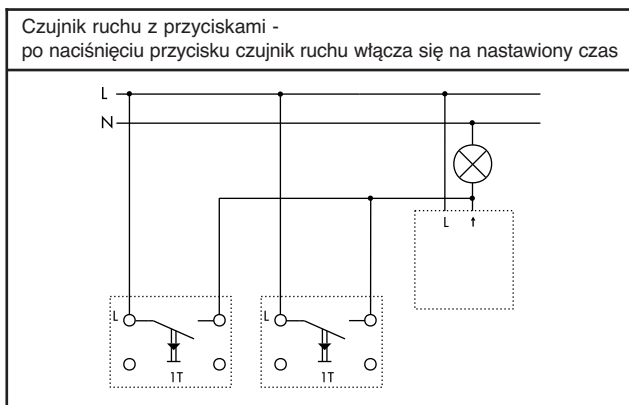 Czujnik ruchu z przyciskami -
po naciśnięciu przycisku czujnik ruchu włącza się na nastawiony czas
L
N
L ↑
L
L
1T
1T